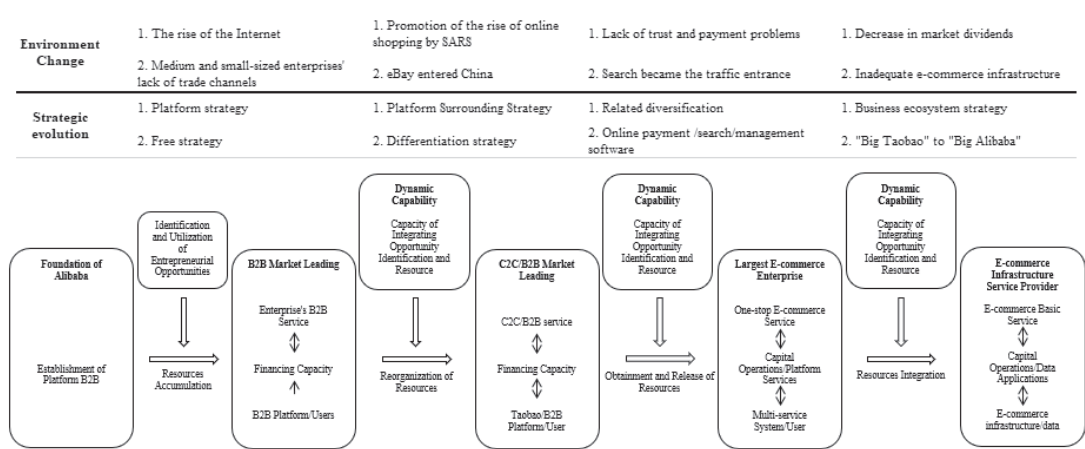 Environment
Change
1. The rise of the Internet
2. Medium and small-sized enterprises'
lack of trade channels
1. Promotion of the rise of online
shopping by SARS
2. eBay entered China
1. Lack of trust and payment problems
2. Search became the traffic entrance
1. Decrease in market dividends
2. Inadequate e-commerce infrastructure
Strategic
evolution
1. Platform strategy
2. Free strategy
1. Platform Surrounding Strategy
2. Differentiation strategy
1. Related diversification
2. Online payment /search/management
software
1. Business ecosystem strategy
2. "Big Taobao" to "Big Alibaba"
Foundation of
Alibaba
Establishment of
Platform B2B
Identification
and Utilization
of
Entrepreneurial
Opportunities
Resources
Accumulation
B2B Market Leading
Enterprise's B2B
Service
Financing Capacity
B2B Platform/Users
Dynamic
Capability
Capacity of
Integrating
Opportunity
Identification and
Resource
Reorganization of
Resources
C2C/B2B Market
Leading
C2C/B2B service
Financing Capacity
Taobao/B2B
Platform/User
Dynamic
Capability
Capacity of
Integrating
Opportunity
Identification and
Resource
Obtainment and Release of
Resources
Largest E-commerce
Enterprise
One-stop E-commerce
Service
Capital
Operations/Platform
Services
Multi-service
System/User
Dynamic
Capability
Capacity of
Integrating
Opportunity
Identification and
Resource
Resources Integration
E-commerce
Infrastructure
Service Provider
E-commerce Basic
Service
Capital
Operations/Data
Applications
E-commerce
infrastructure/data